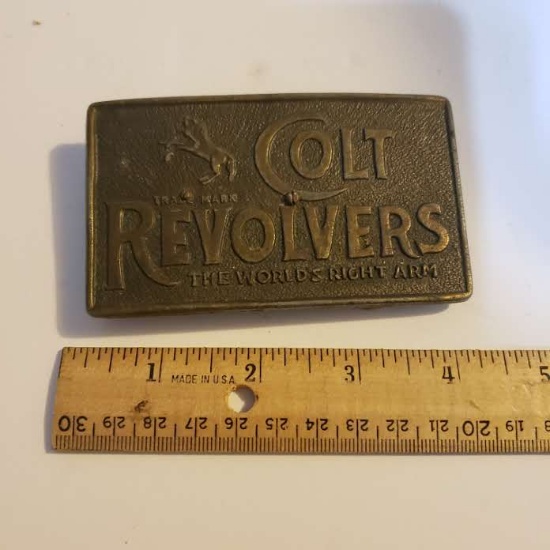 COLT
TRADE MARK
REVOLVERS
THE WORLD'S RIGHT ARM
1 MADE IN U.S.A. 2 3 4 5
30 29 28 27 26 25 24 23 22 21 20 19 18